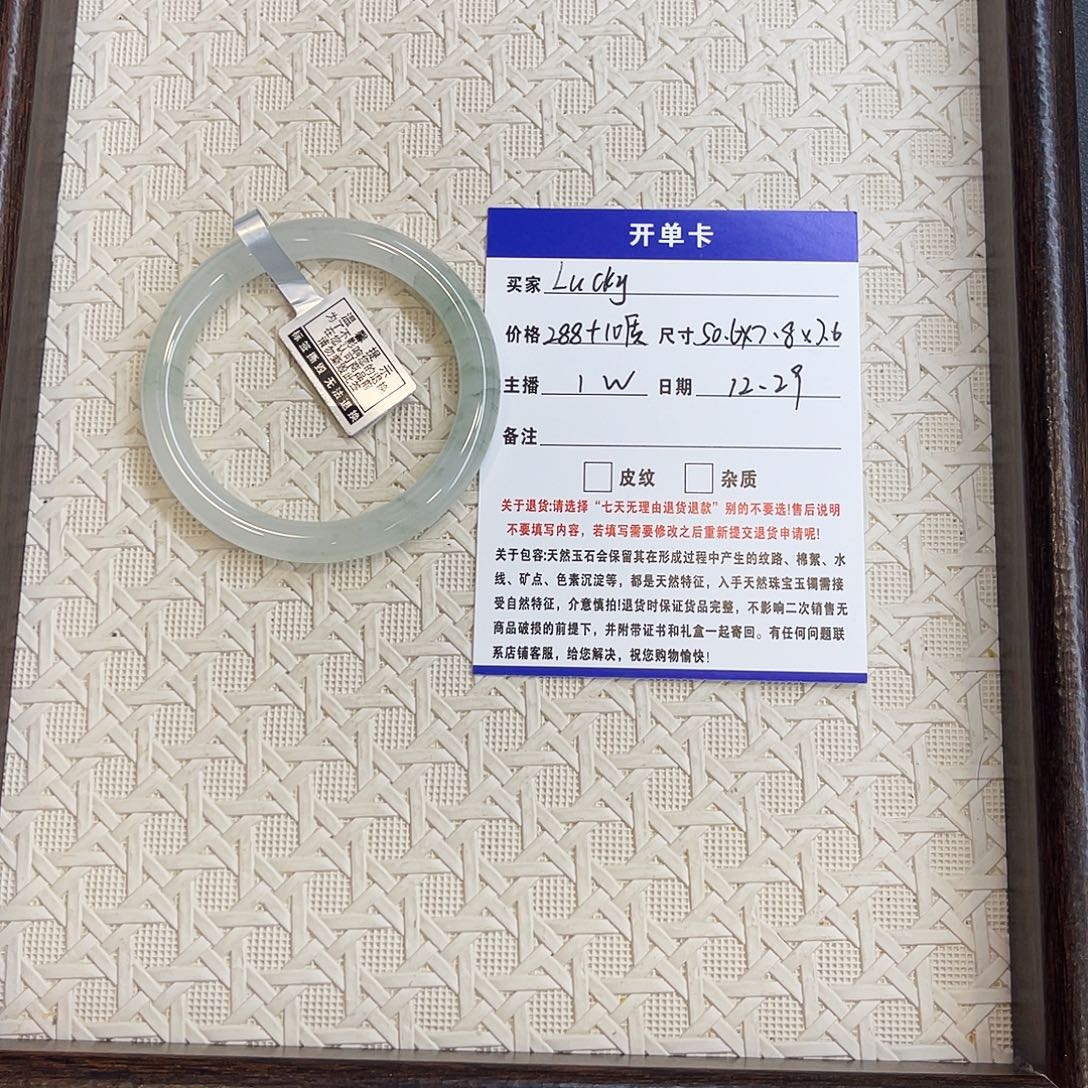 开单卡
买家 Lucky
价格 288+10质 尺寸 50.6x7.8x7.6
主播 1W 日期 12.29
备注
皮纹 杂质
关于退货:请选择“七天无理由退货退款”别的不要选!售后说明
不要填写内容，若填写需要修改之后重新提交退货申请呢!
关于包容:天然玉石会保留其在形成过程中产生的纹路、棉絮、水
线、矿点、色素沉淀等，都是天然特征，入手天然珠宝玉镯需接
受自然特征，介意慎拍!退货时保证货品完整，不影响二次销售无
商品破损的前提下，并附带证书和礼盒一起寄回。有任何问题联
系店铺客服，给您解决，祝您购物愉快!
提示
无法退换